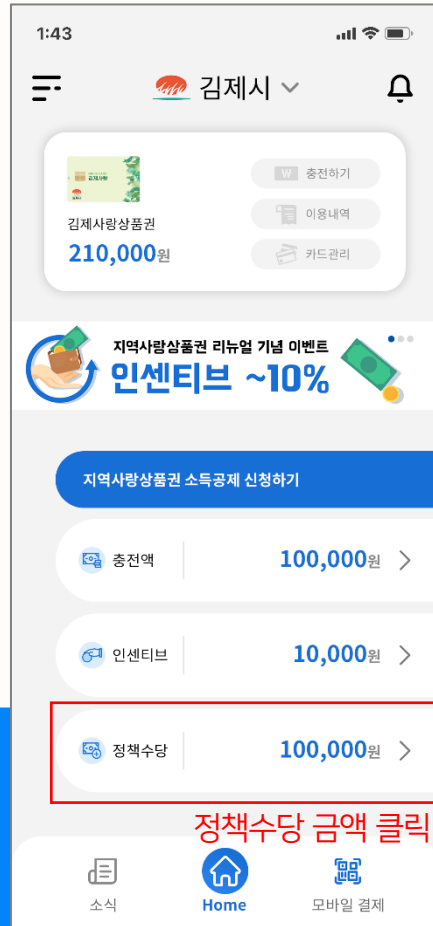 1:43
김제시
김제사랑
W 충전하기
김제사랑상품권
이용내역
210,000원
카드관리
지역사랑상품권 리뉴얼 기념 이벤트
인센티브 ~10%
지역사랑상품권 소득공제 신청하기
충전액 100,000원
인센티브 10,000원
정책수당 100,000원
정책수당 금액 클릭
소식 Home 모바일 결제